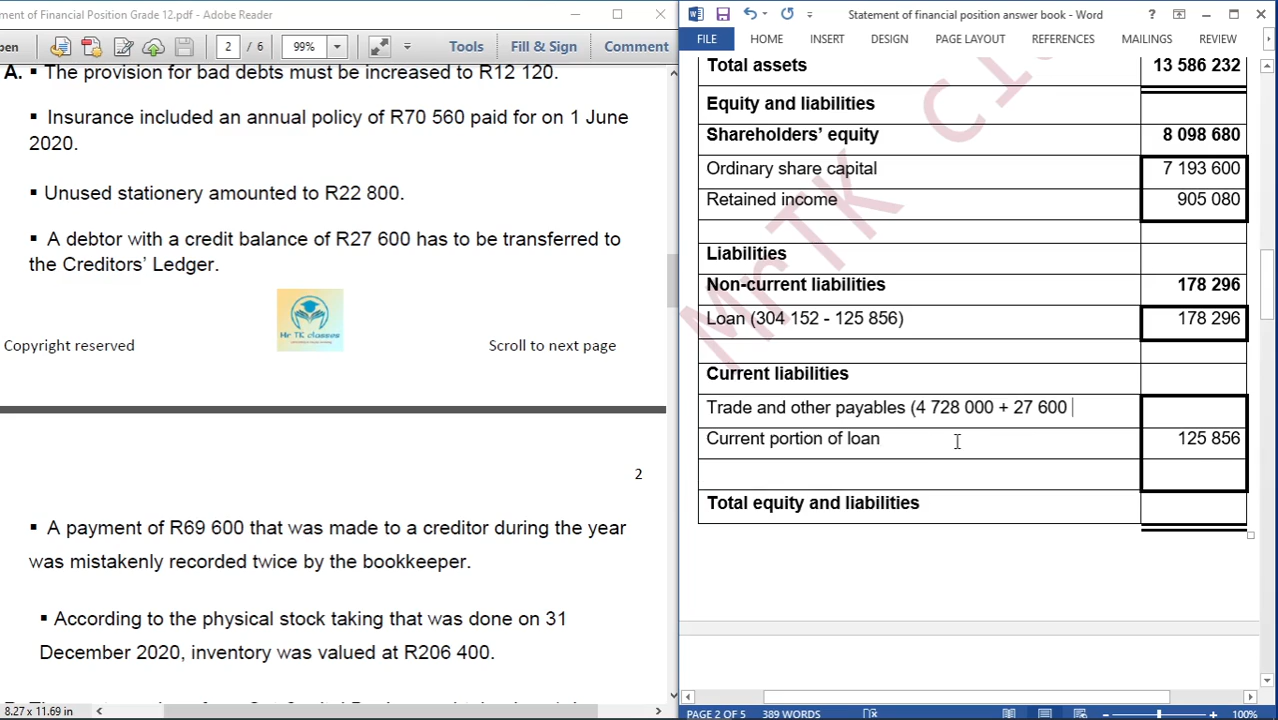 ement of Financial Position Grade 12.pdf - Adobe Reader
pen
2 / 6
99%
Tools
Fill & Sign
Comment
A. ▪ The provision for bad debts must be increased to R12 120.
▪ Insurance included an annual policy of R70 560 paid for on 1 June
2020.
▪ Unused stationery amounted to R22 800.
▪ A debtor with a credit balance of R27 600 has to be transferred to
the Creditors' Ledger.
Mr TK classes
Copyright reserved
Scroll to next page
2
▪ A payment of R69 600 that was made to a creditor during the year
was mistakenly recorded twice by the bookkeeper.
▪ According to the physical stock taking that was done on 31
December 2020, inventory was valued at R206 400.
8.27 x 11.69 in
Statement of financial position answer book - Word
FILE HOME INSERT DESIGN PAGE LAYOUT REFERENCES MAILINGS REVIEW
Total assets 13 586 232
Equity and liabilities
Shareholders' equity 8 098 680
Ordinary share capital 7 193 600
Retained income 905 080
Liabilities
Non-current liabilities 178 296
Loan (304 152 - 125 856) 178 296
Current liabilities
Trade and other payables (4 728 000 + 27 600
Current portion of loan 125 856
Total equity and liabilities
MrTK Cl
PAGE 2 OF 5 389 WORDS
100%